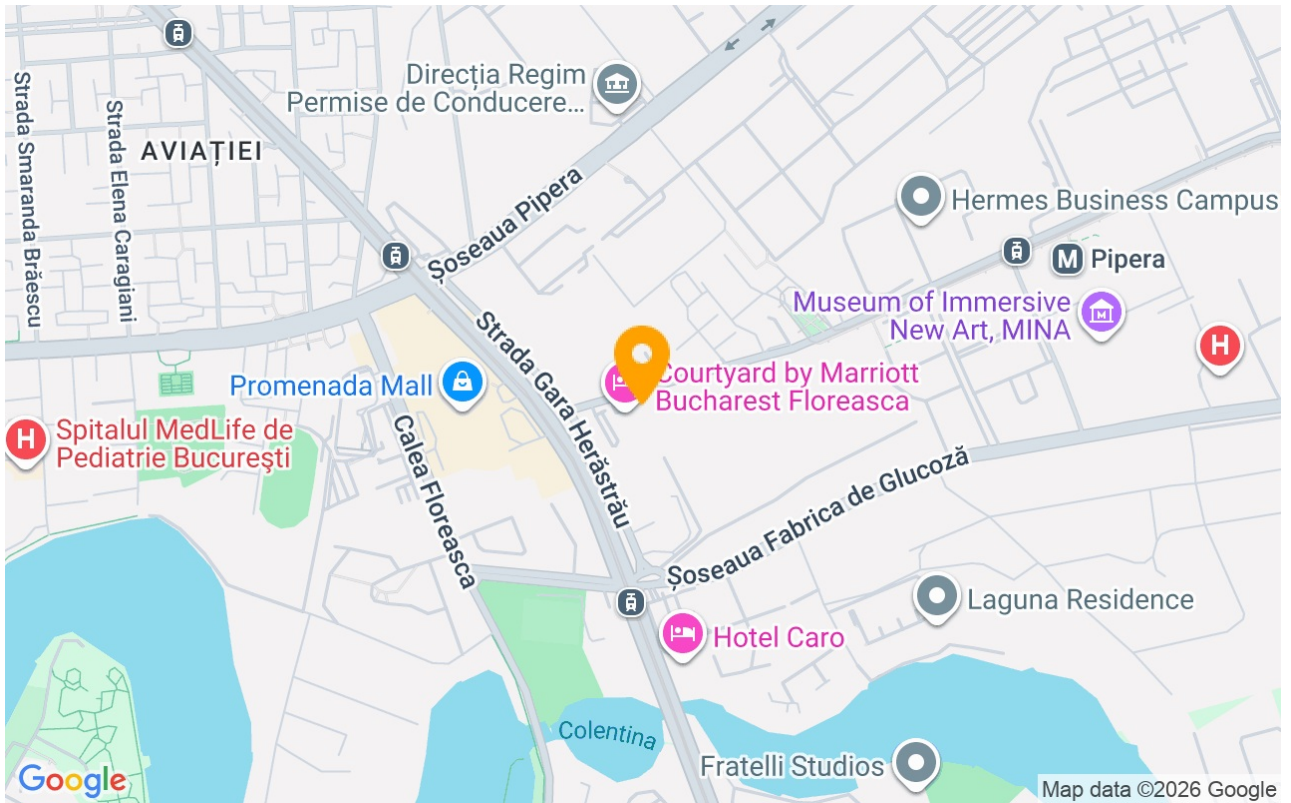 Direcția Regim
Permise de Conducere...
AVIAȚIEI
Strada Smaranda Brăescu
Strada Elena Caragiani
Șoseaua Pipera
Hermes Business Campus
M Pipera
Museum of Immersive
New Art, MINA
H
Strada Gara Herăstrău
Promenada Mall
Courtyard by Marriott
Bucharest Floreasca
H
Spitalul MedLife de
Pediatrie București
Calea Floreasca
Șoseaua Fabrica de Glucoză
Laguna Residence
Hotel Caro
Colentina
Fratelli Studios
Google
Map data ©2026 Google